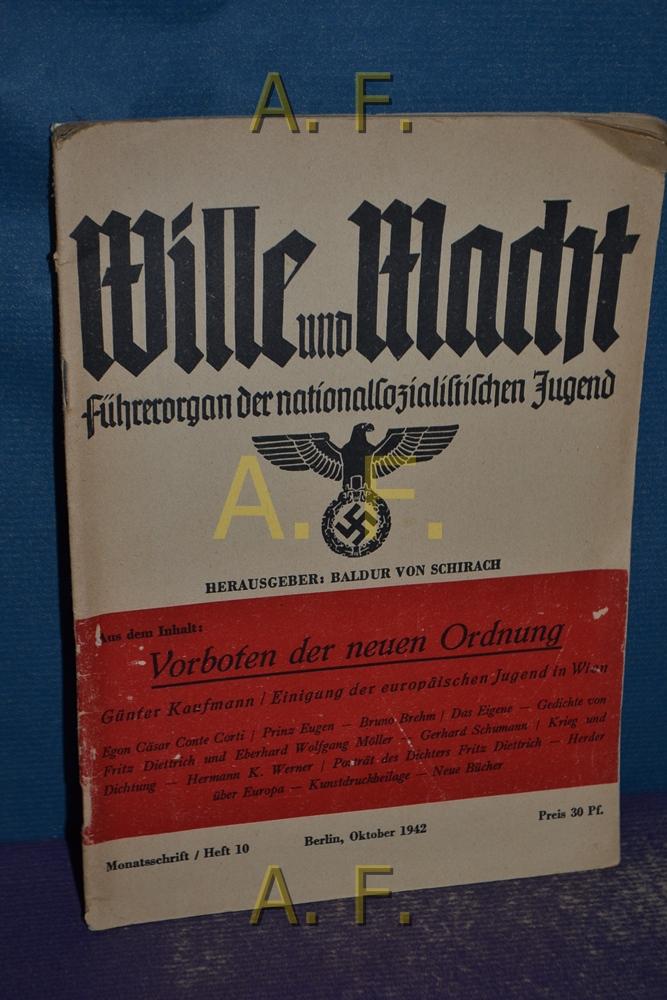 A. F.
Wille und Macht
Führerorgan der nationalsozialistischen Jugend
A. F.
HERAUSGEBER: BALDUR VON SCHIRACH
Aus dem Inhalt:
Vorboten der neuen Ordnung
Günter Kaufmann / Einigung der europäischen Jugend in Wien
Egon Cäsar Conte Corti / Prinz Eugen — Bruno Brehm / Das Eigene — Gedichte von
Fritz Diettrich und Eberhard Wolfgang Möller — Gerhard Schumann / Krieg und
Dichtung — Hermann K. Werner / Porträt des Dichters Fritz Diettrich — Herder
über Europa — Kunstdruckbeilage — Neue Bücher
Monatsschrift / Heft 10 Berlin, Oktober 1942 Preis 30 Pf.
A. F.